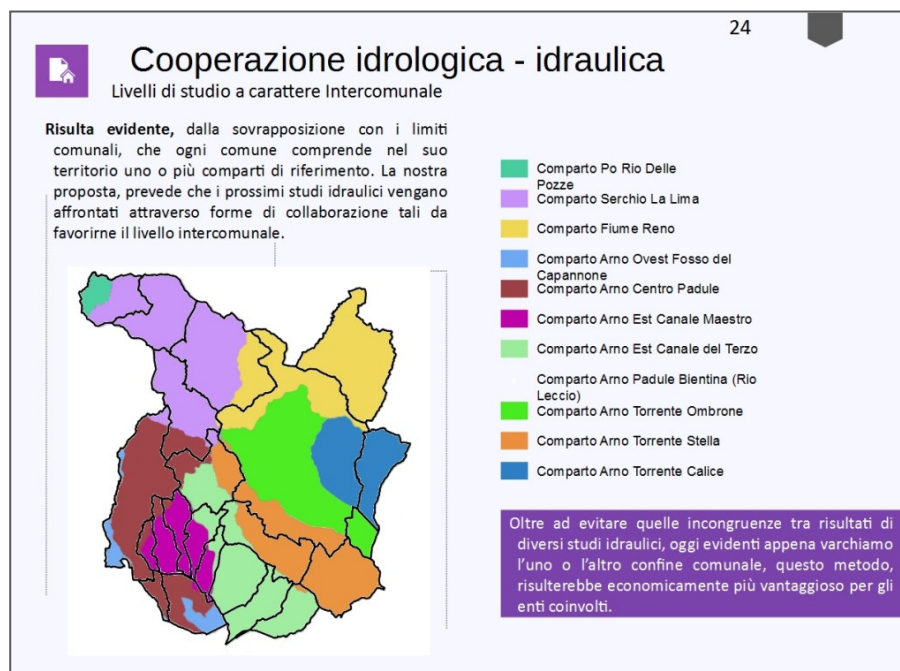 24
Cooperazione idrologica - idraulica
Livelli di studio a carattere Intercomunale
Risulta evidente, dalla sovrapposizione con i limiti
comunali, che ogni comune comprende nel suo
territorio uno o più comparti di riferimento. La nostra
proposta, prevede che i prossimi studi idraulici vengano
affrontati attraverso forme di collaborazione tali da
favorirne il livello intercomunale.
Comparto Po Rio Delle
Pozze
Comparto Serchio La Lima
Comparto Fiume Reno
Comparto Arno Ovest Fosso del
Capannone
Comparto Arno Centro Padule
Comparto Arno Est Canale Maestro
Comparto Arno Est Canale del Terzo
Comparto Arno Padule Bientina (Rio
Leccio)
Comparto Arno Torrente Ombrone
Comparto Arno Torrente Stella
Comparto Arno Torrente Calice
Oltre ad evitare quelle incongruenze tra risultati di
diversi studi idraulici, oggi evidenti appena varchiamo
l'uno o l'altro confine comunale, questo metodo,
risulterebbe economicamente più vantaggioso per gli
enti coinvolti.